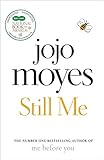 jojo
moyes
Still Me
THE NUMBER ONE BESTSELLING AUTHOR OF
me before you